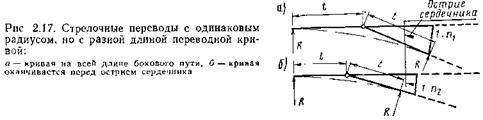 Рис 2.17. Стрелочные переводы с одинаковым
радиусом, но с разной длиной переводной кри-
вой:
а — кривая на всей длине бокового пути, б — кривая
оканчивается перед острием сердечника
а)
t
t
Острие
сердечника
1:n₁
R
R
б)
t
t
1:n₂
R
R